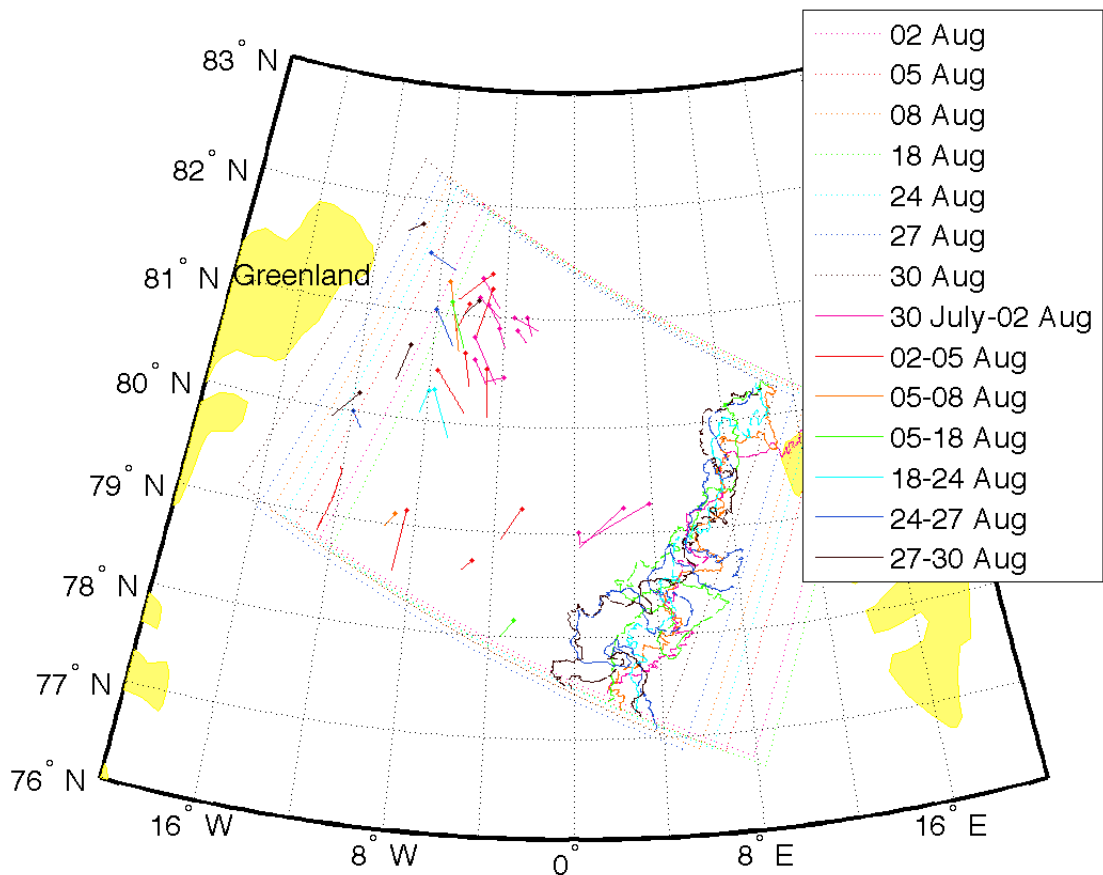 83° N
82° N
81° N
80° N
79° N
78° N
77° N
76° N
16° W
8° W
0°
8° E
16° E
Greenland
02 Aug
05 Aug
08 Aug
18 Aug
24 Aug
27 Aug
30 Aug
30 July-02 Aug
02-05 Aug
05-08 Aug
05-18 Aug
18-24 Aug
24-27 Aug
27-30 Aug